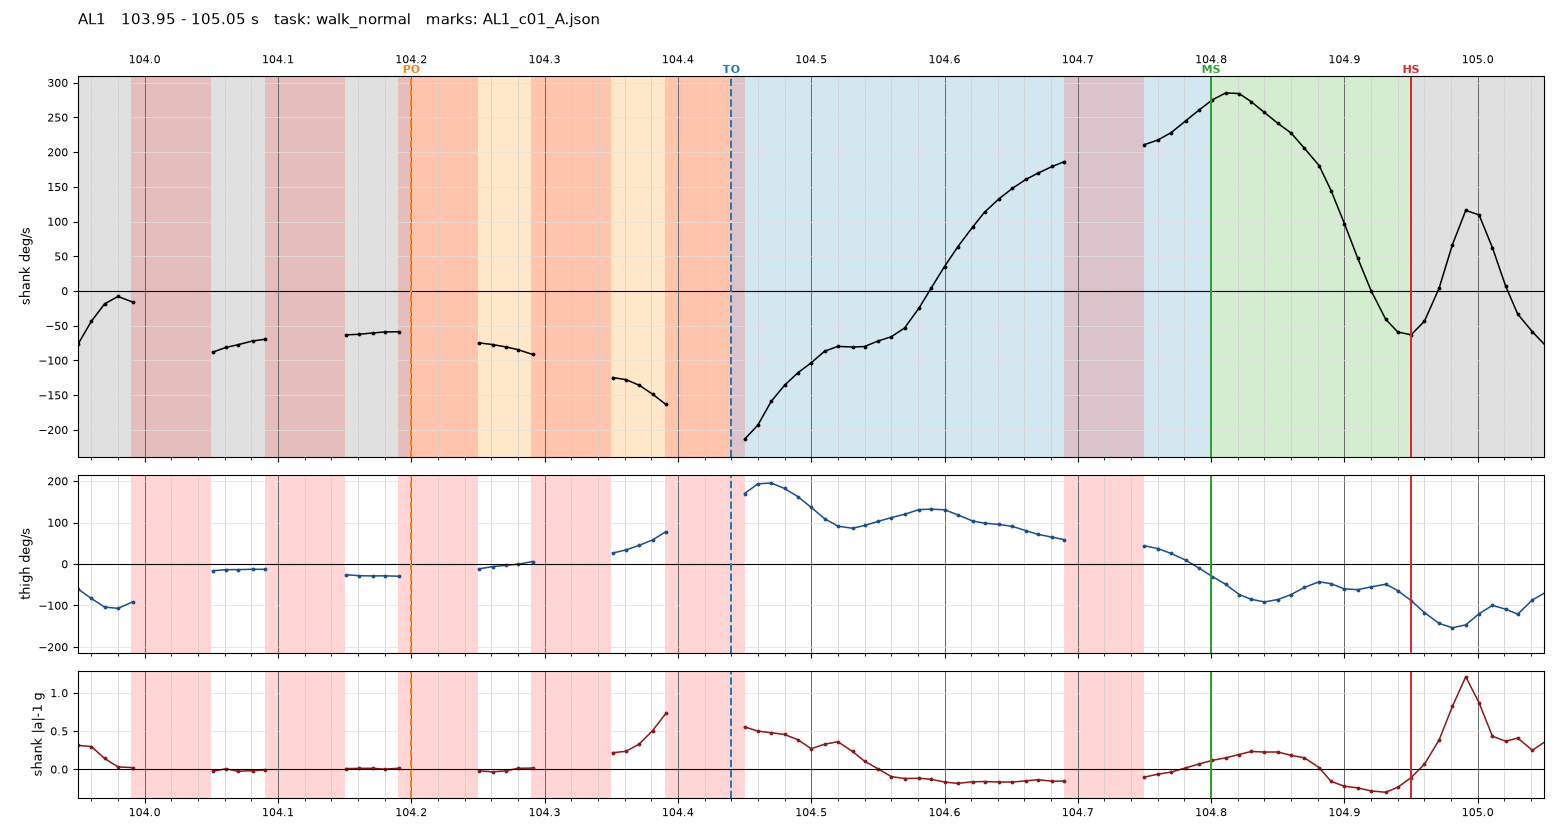 AL1   103.95 - 105.05 s   task: walk_normal   marks: AL1_c01_A.json
104.0 104.1 104.2 104.3 104.4 104.5 104.6 104.7 104.8 104.9 105.0
PO TO MS HS
shank deg/s
300
250
200
150
100
50
0
−50
−100
−150
−200
thigh deg/s
200
100
0
−100
−200
shank |a|-1 g
1.0
0.5
0.0
104.0 104.1 104.2 104.3 104.4 104.5 104.6 104.7 104.8 104.9 105.0